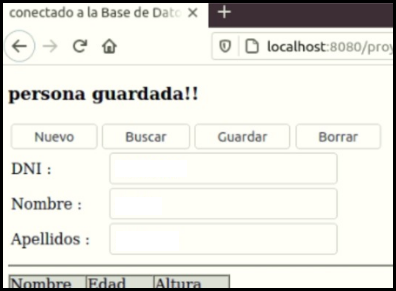 conectado a la Base de Dato
localhost:8080/proy
persona guardada!!
Nuevo Buscar Guardar Borrar
DNI :
Nombre :
Apellidos :
Nombre Edad Altura